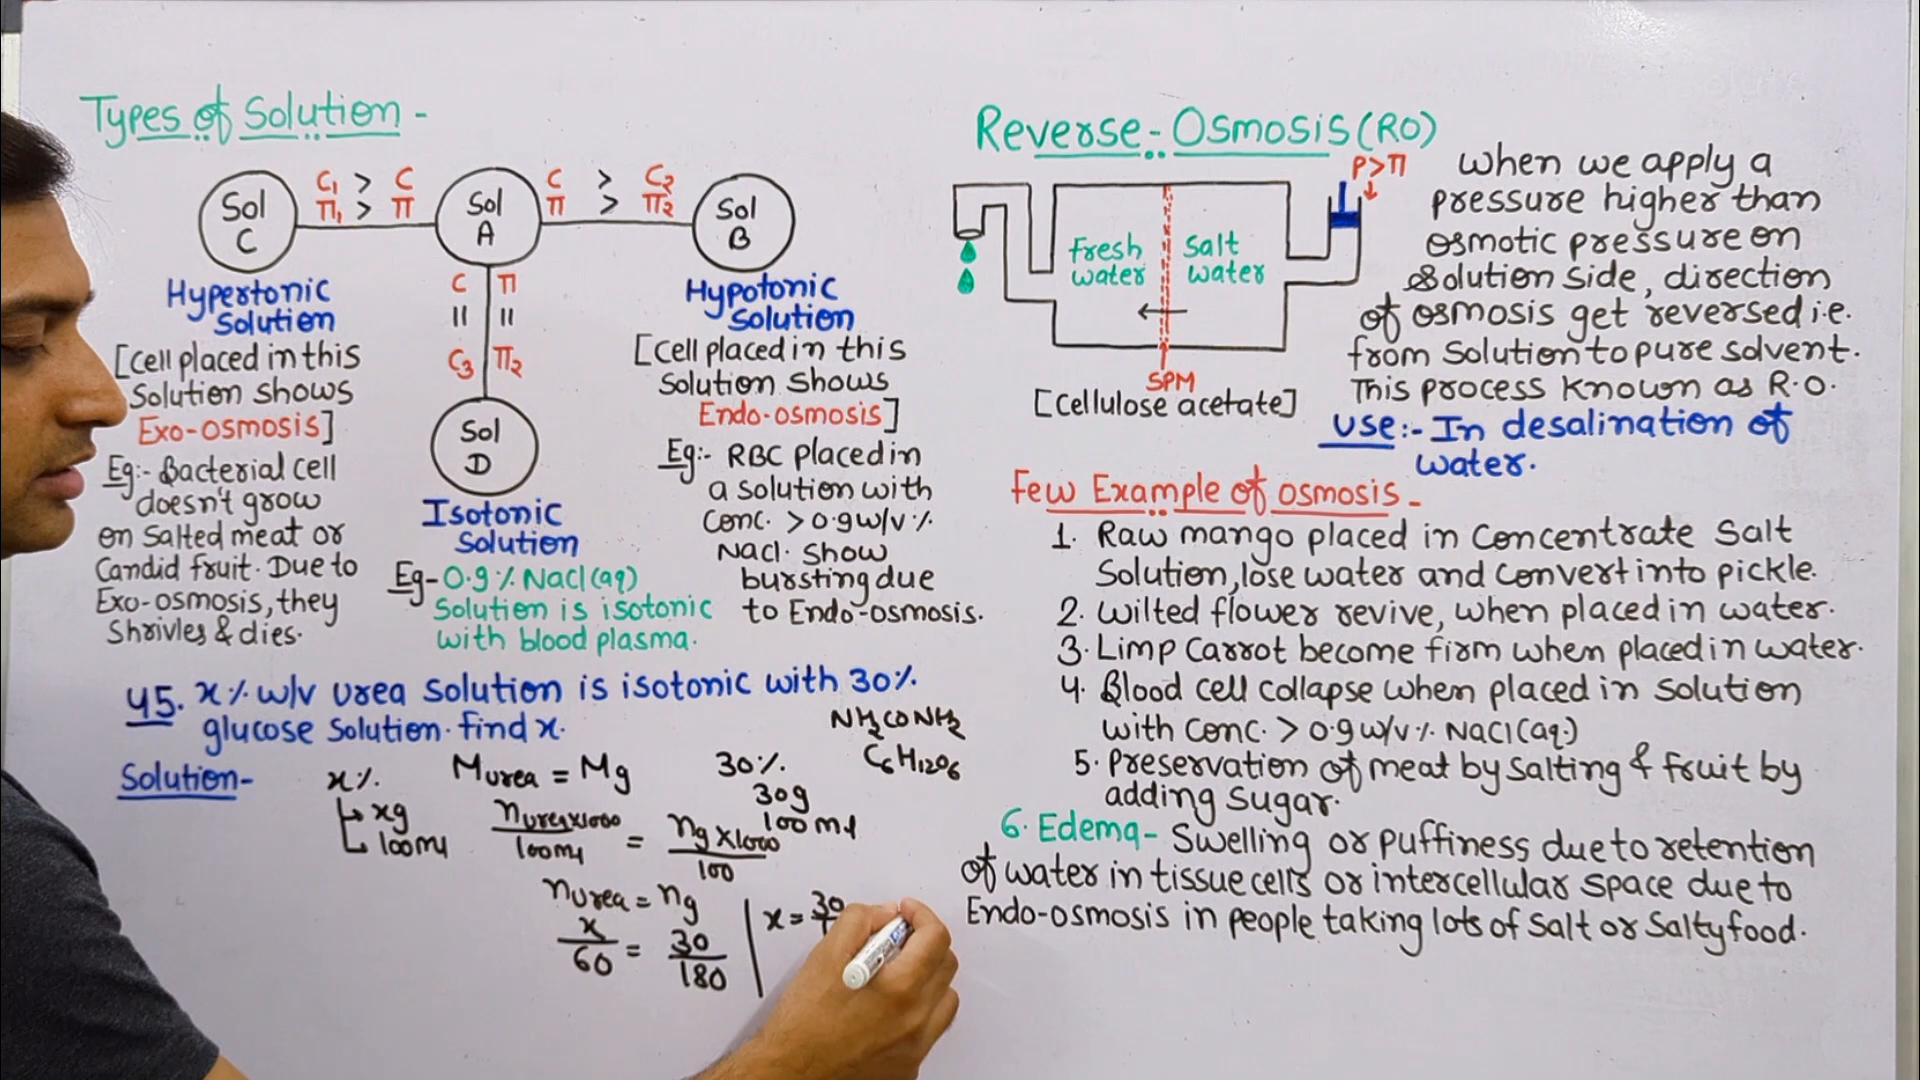 Types of Solution -
C₁ > C
π₁ > π
C > C₂
π > π₂
Sol C
Sol A
Sol B
Hypertonic
Solution
[Cell placed in this
Solution shows
Exo-osmosis]
Eg:- Bacterial cell
doesn't grow
on Salted meat or
Candid fruit. Due to
Exo-osmosis, they
Shrivles & dies.
C π
= =
C₃ π₂
Sol D
Isotonic
Solution
Eg- 0.9% NaCl (aq)
Solution is isotonic
with blood plasma.
Hypotonic
Solution
[Cell placed in this
Solution shows
Endo-osmosis]
Eg:- RBC placed in
a solution with
Conc. > 0.9 w/v %
Nacl. Show
bursting due
to Endo-osmosis.
45. x% w/v urea solution is isotonic with 30%
glucose solution. find x.
Solution-
x%
xg
100ml
Murea = Mg
nurea×1000 / 100ml = ng×1000 / 100
nurea = ng
x/60 = 30/180
x = 30
30%
30g
100ml
NH₂CONH₂
C₆H₁₂O₆
Reverse-Osmosis (RO)
P>π
Fresh water
Salt water
SPM
[Cellulose acetate]
When we apply a
pressure higher than
osmotic pressure on
solution side, direction
of osmosis get reversed i.e.
from Solution to pure solvent.
This process Known as R.O.
Use:- In desalination of
water.
Few Example of osmosis -
1. Raw mango placed in Concentrate Salt
Solution, lose water and Convert into pickle.
2. Wilted flower revive, when placed in water.
3. Limp Carrot become firm when placed in water.
4. Blood cell collapse when placed in solution
with Conc. > 0.9 w/v % NaCl (aq.)
5. Preservation of meat by salting & fruit by
adding sugar.
6. Edema- Swelling or puffiness due to retention
of water in tissue cells or intercellular space due to
Endo-osmosis in people taking lots of salt or Salty food.